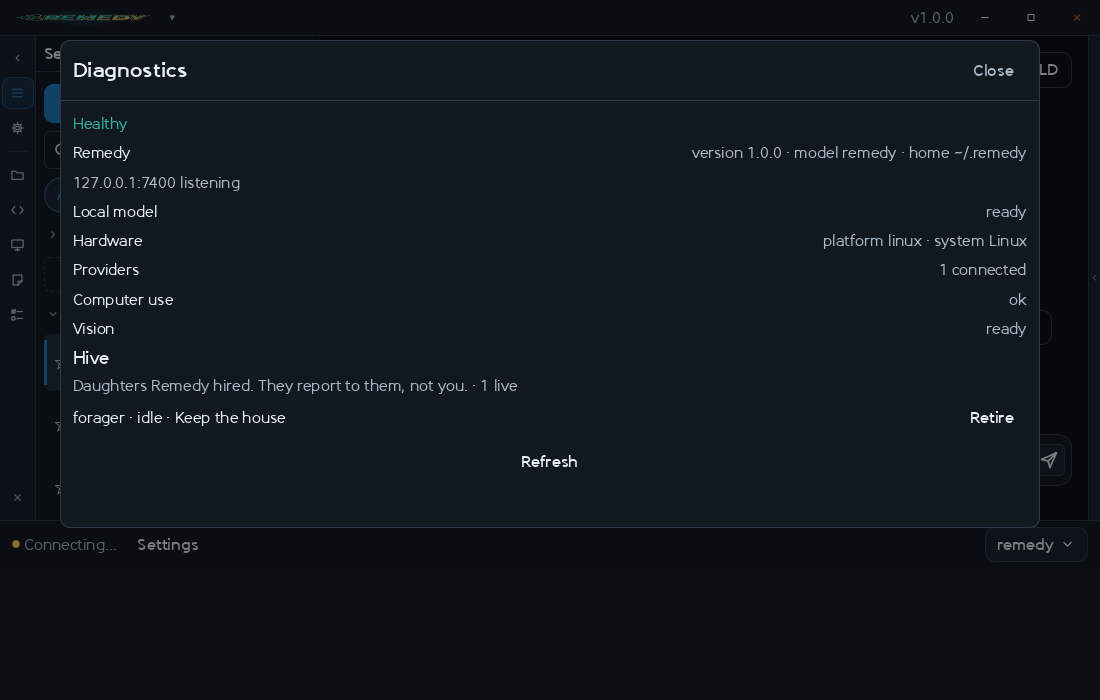 REMEDY ▾ v1.0.0
Se
LD
Diagnostics
Close
Healthy
Remedy version 1.0.0 · model remedy · home ~/.remedy
127.0.0.1:7400 listening
Local model ready
Hardware platform linux · system Linux
Providers 1 connected
Computer use ok
Vision ready
Hive
Daughters Remedy hired. They report to them, not you. · 1 live
forager · idle · Keep the house Retire
Refresh
Connecting... Settings remedy